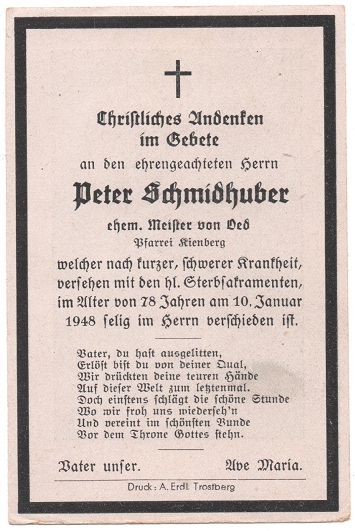 Christliches Andenken
im Gebete
an den ehrengeachteten Herrn
Peter Schmidhuber
ehem. Meister von Oed
Pfarrei Kienberg
welcher nach kurzer, schwerer Krankheit,
versehen mit den hl. Sterbsakramenten,
im Alter von 78 Jahren am 10. Januar
1948 selig im Herrn verschieden ist.
Vater, du hast ausgelitten,
Erlöst bist du von deiner Qual,
Wir drückten deine teuren Hände
Auf dieser Welt zum letztenmal.
Doch einstens schlägt die schöne Stunde
Wo wir froh uns wiederseh'n
Und vereint im schönsten Bunde
Vor dem Throne Gottes stehn.
Vater unser. Ave Maria.
Druck: A. Erdl. Trostberg